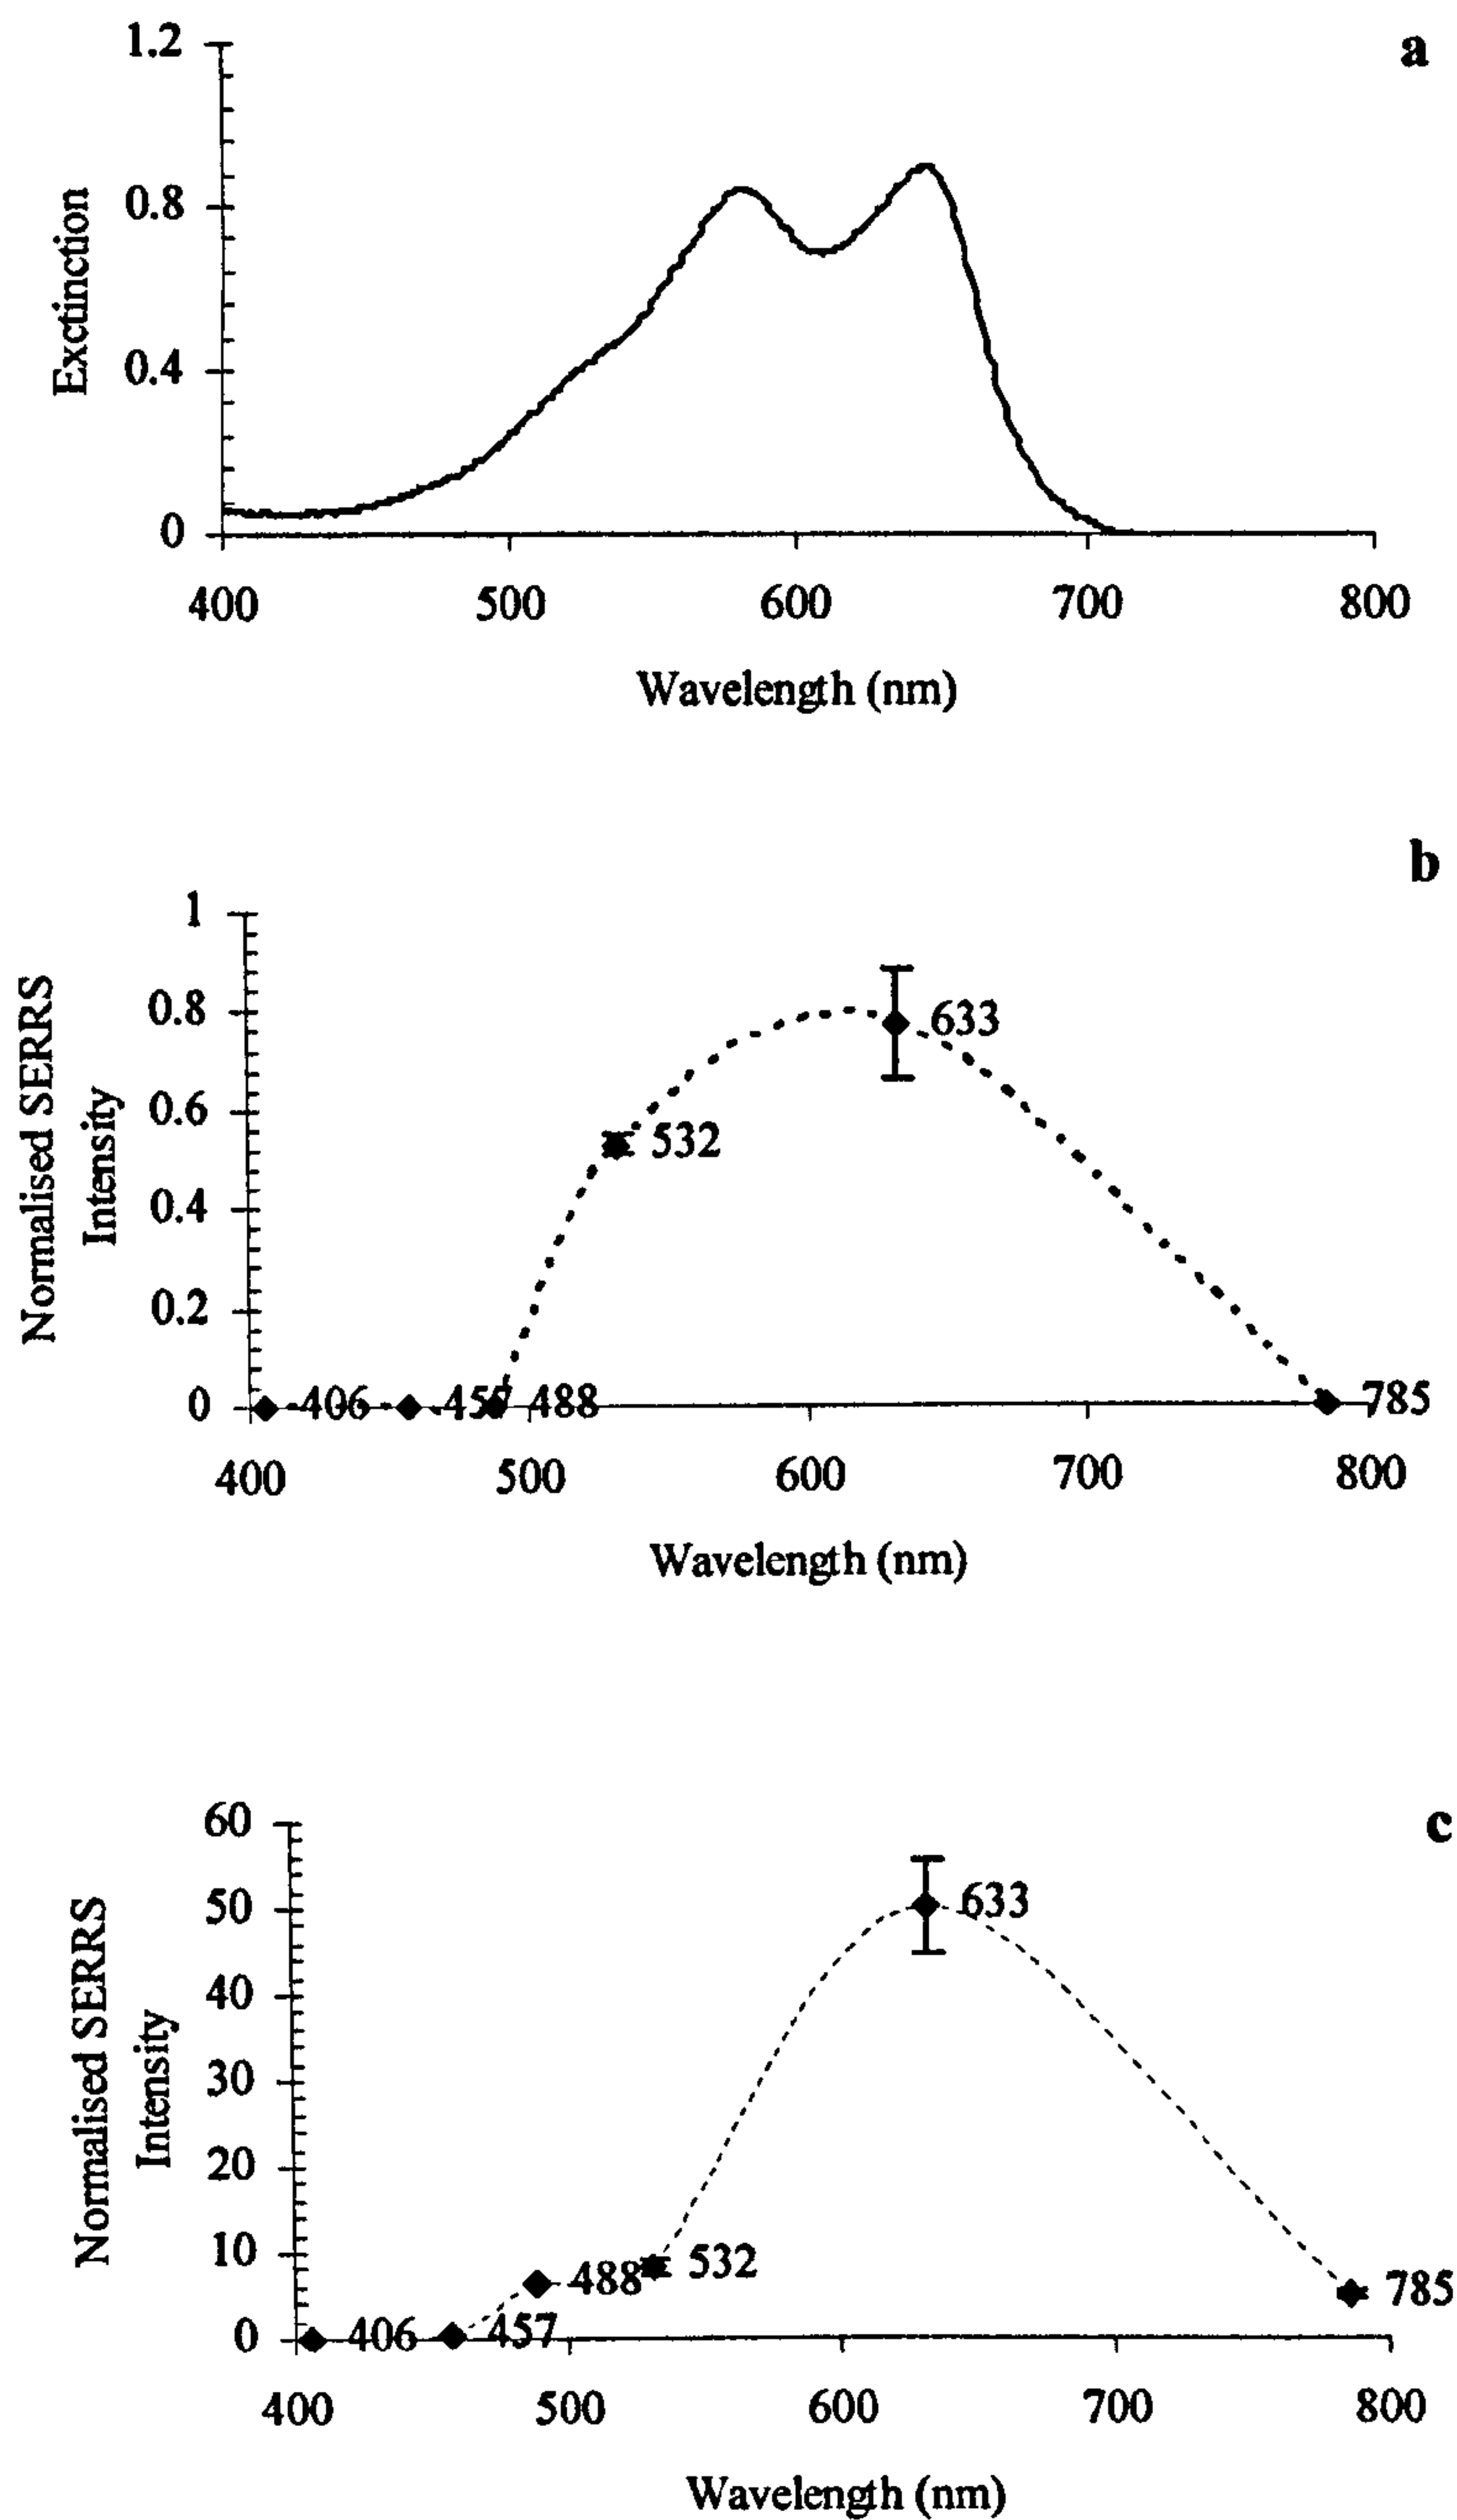 a
1.2
0.8
0.4
0
Extinction
400 500 600 700 800
Wavelength (nm)
b
1
0.8
0.6
0.4
0.2
0
Normalised SERRS
Intensity
633
532
406 457 488 785
400 500 600 700 800
Wavelength (nm)
c
60
50
40
30
20
10
0
Normalised SERRS
Intensity
633
488 532
785
406 457
400 500 600 700 800
Wavelength (nm)